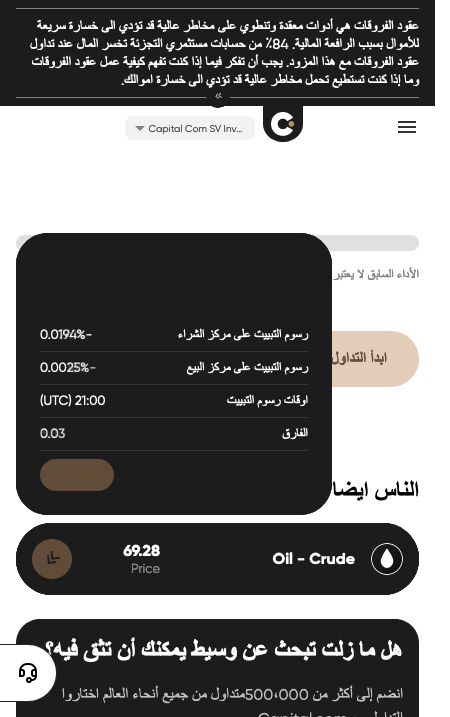 عقود الفروقات هي أدوات معقدة وتنطوي على مخاطر عالية قد تؤدي الى خسارة سريعة
للأموال بسبب الرافعة المالية. 84٪ من حسابات مستثمري التجزئة تخسر المال عند تداول
عقود الفروقات مع هذا المزود. يجب أن تفكر فيما إذا كنت تفهم كيفية عمل عقود الفروقات
وما إذا كنت تستطيع تحمل مخاطر عالية قد تؤدي الى خسارة اموالك.
Capital Com SV Inv...
الأداء السابق لا يعتبر
ابدأ التداول
رسوم التبييت على مركز الشراء -0.0194%
رسوم التبييت على مركز البيع -0.0025%
اوقات رسوم التبييت 21:00 (UTC)
الفارق 0.03
الناس ايضا
Oil - Crude 69.28
Price
هل ما زلت تبحث عن وسيط يمكنك أن تثق فيه؟
انضم إلى أكثر من 500،000متداول من جميع أنحاء العالم اختاروا
التداول مع Capital.com